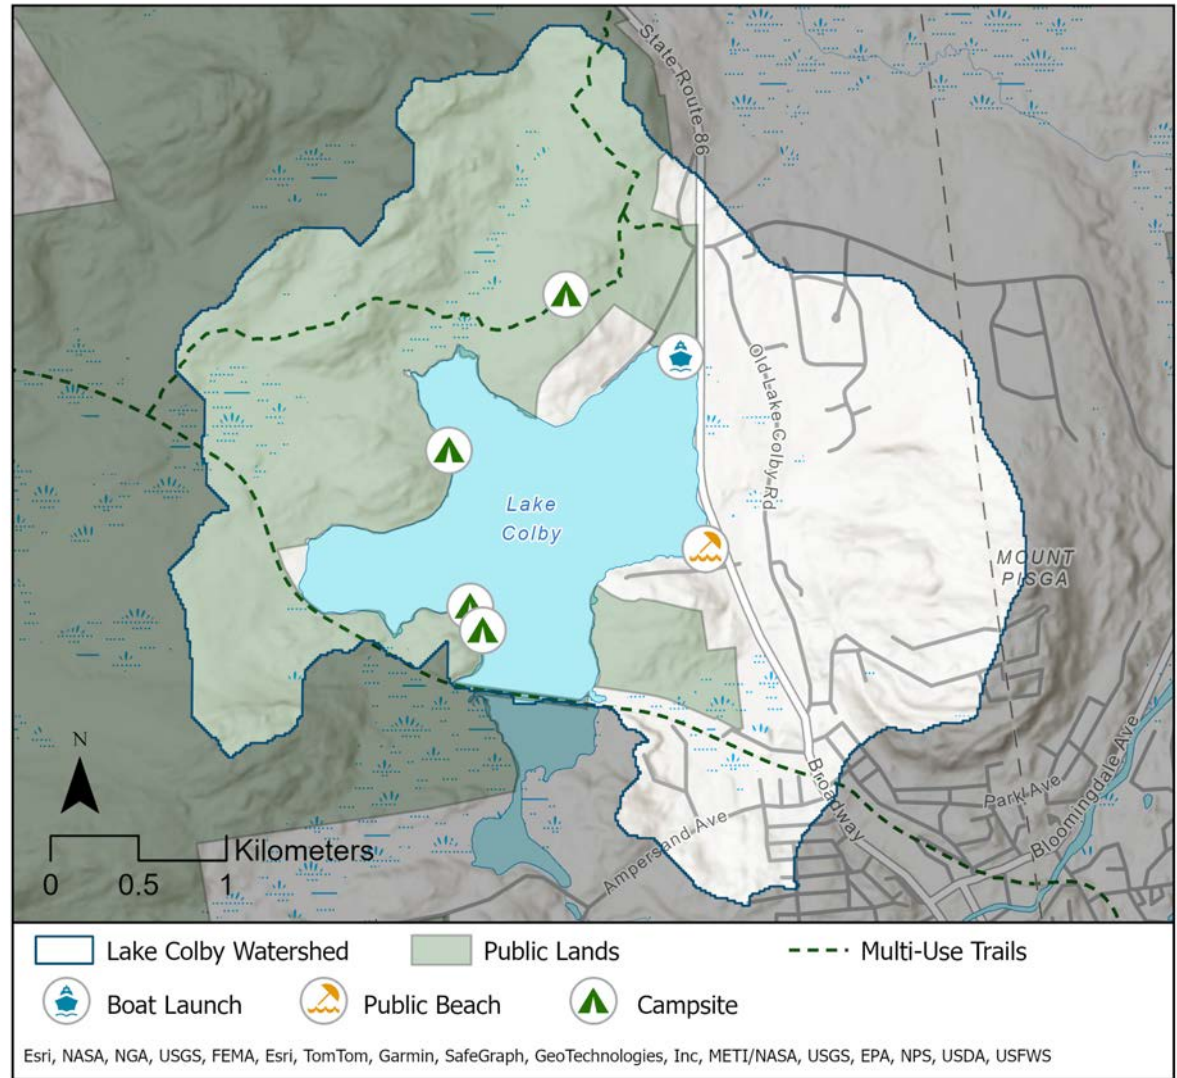 State Route 86
Old Lake Colby Rd
Lake
Colby
MOUNT
PISGA
N
Broadway
Park Ave
Bloomingdale Ave
Ampersand Ave
Kilometers
0 0.5 1
Lake Colby Watershed Public Lands Multi-Use Trails
Boat Launch Public Beach Campsite
Esri, NASA, NGA, USGS, FEMA, Esri, TomTom, Garmin, SafeGraph, GeoTechnologies, Inc, METI/NASA, USGS, EPA, NPS, USDA, USFWS